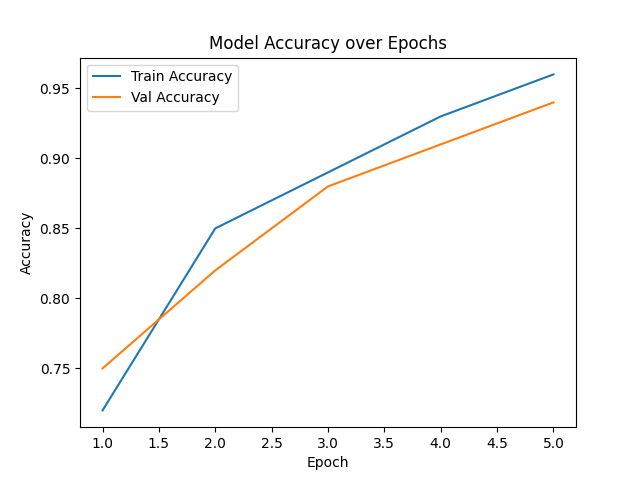 Model Accuracy over Epochs
Train Accuracy
Val Accuracy
0.95
0.90
0.85
0.80
0.75
Accuracy
1.0 1.5 2.0 2.5 3.0 3.5 4.0 4.5 5.0
Epoch